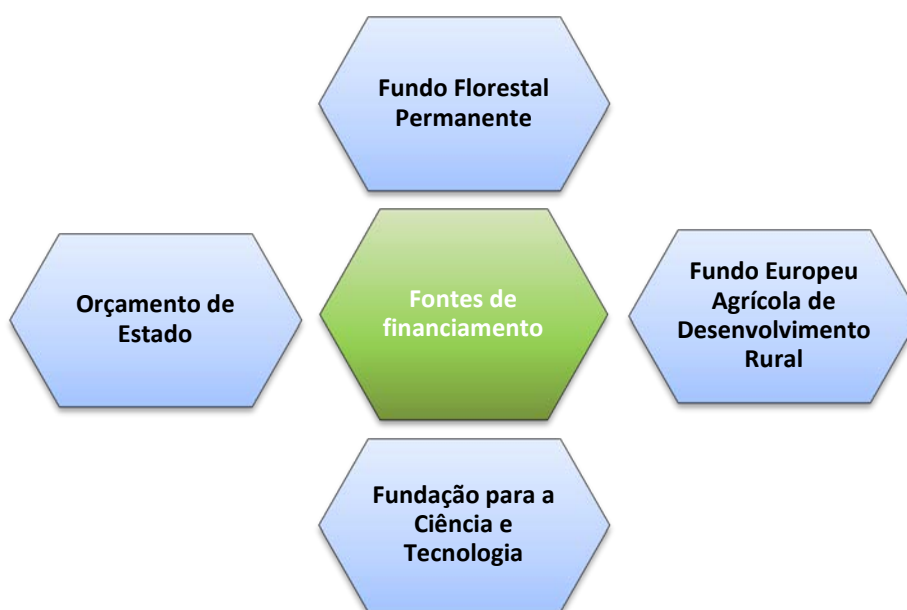 Fundo Florestal
Permanente
Orçamento de
Estado
Fontes de
financiamento
Fundo Europeu
Agrícola de
Desenvolvimento
Rural
Fundação para a
Ciência e
Tecnologia